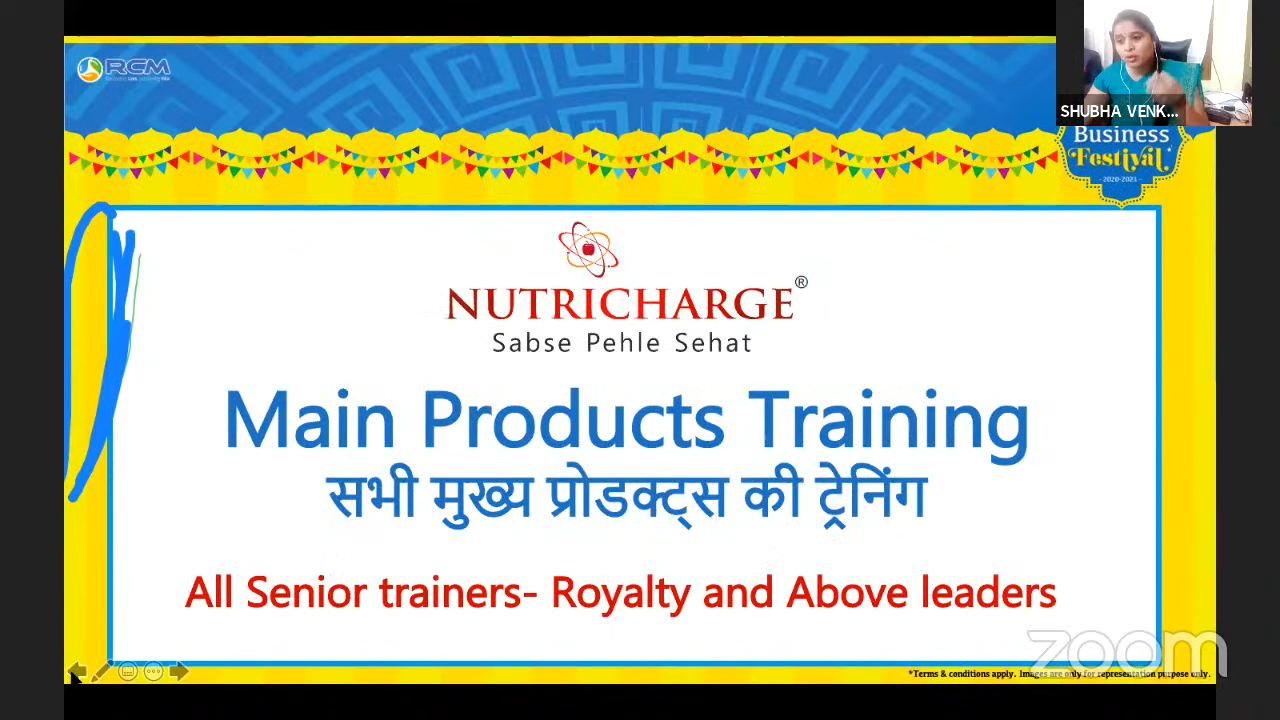 RCM
SHUBHA VENK...
Business
Festival
- 2020-2021 -
NUTRICHARGE®
Sabse Pehle Sehat
Main Products Training
सभी मुख्य प्रोडक्ट्स की ट्रेनिंग
All Senior trainers- Royalty and Above leaders
zoom
*Terms & conditions apply. Images are only for representation purpose only.